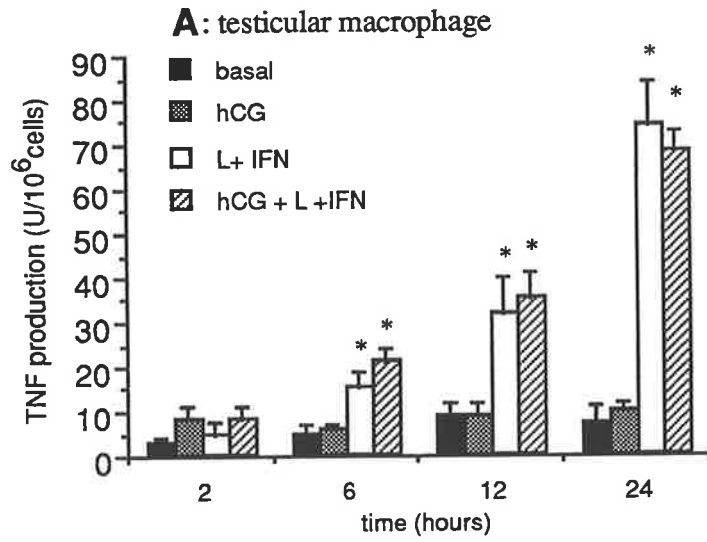 A: testicular macrophage
basal
hCG
L+ IFN
hCG + L +IFN
TNF production (U/10⁶cells)
90
80
70
60
50
40
30
20
10
0
*
*
*
*
*
*
2
6
12
24
time (hours)